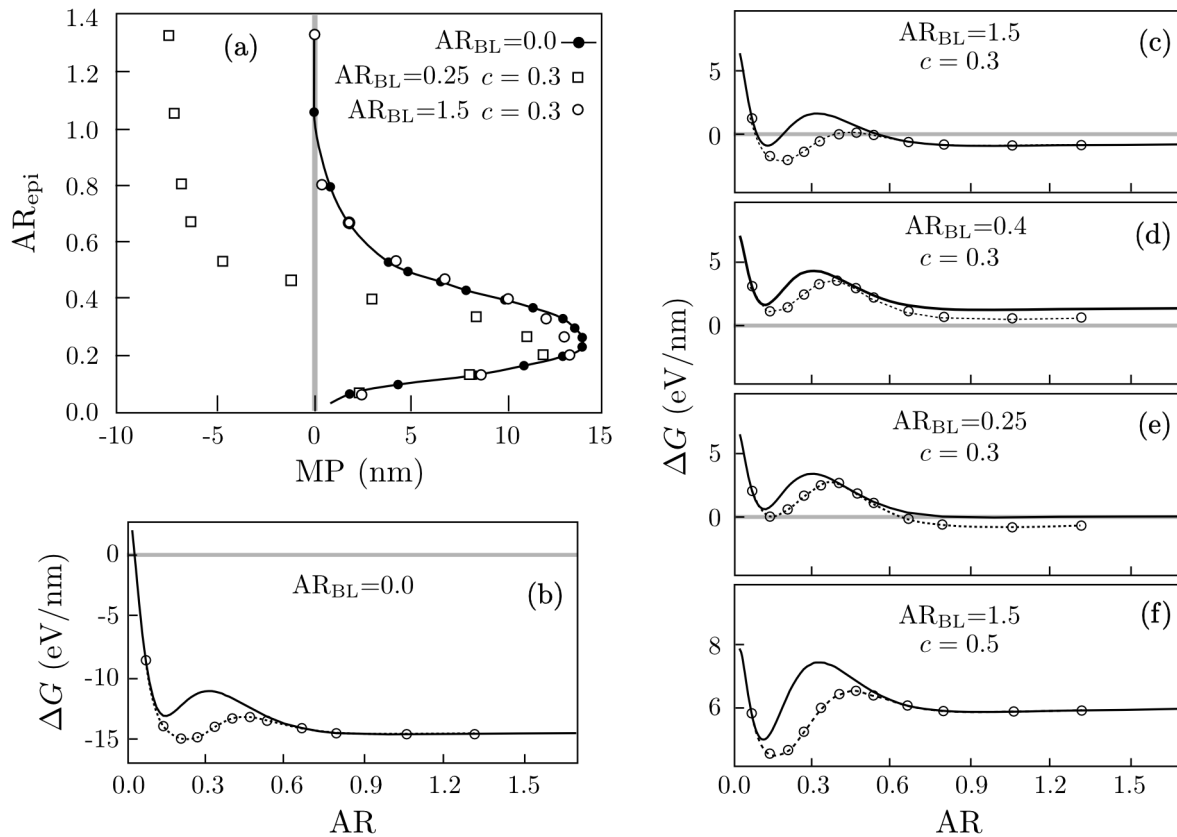 (a)
AR_BL=0.0
AR_BL=0.25 c = 0.3
AR_BL=1.5 c = 0.3
1.4
1.2
1.0
0.8
0.6
0.4
0.2
0.0
AR_epi
-10
-5
0
5
10
15
MP (nm)
(b)
AR_BL=0.0
0
-5
-10
-15
ΔG (eV/nm)
0.0
0.3
0.6
0.9
1.2
1.5
AR
(c)
AR_BL=1.5
c = 0.3
5
0
(d)
AR_BL=0.4
c = 0.3
5
0
ΔG (eV/nm)
(e)
AR_BL=0.25
c = 0.3
5
0
(f)
AR_BL=1.5
c = 0.5
8
6
0.0
0.3
0.6
0.9
1.2
1.5
AR